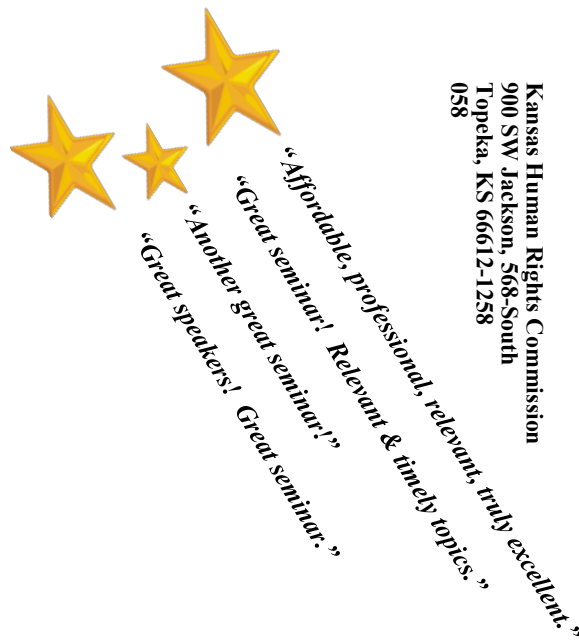 Kansas Human Rights Commission
900 SW Jackson, 568-South
Topeka, KS 66612-1258
058
“Affordable, professional, relevant, truly excellent.”
“Great seminar!  Relevant & timely topics.”
“Another great seminar!”
“Great speakers!  Great seminar.”